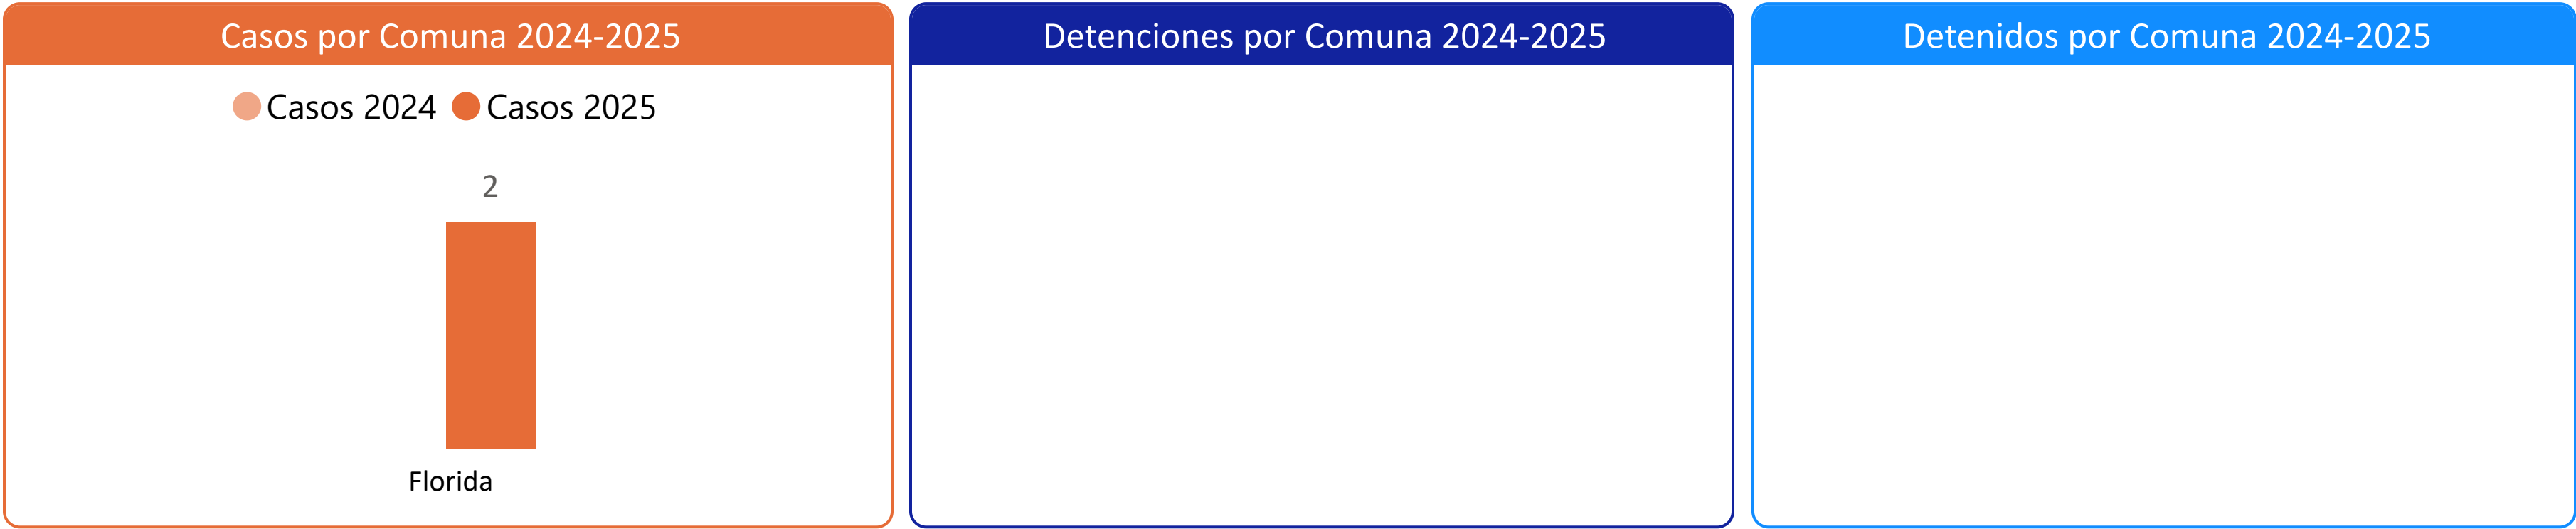 Casos por Comuna 2024-2025
Casos 2024 Casos 2025
2
Florida
Detenciones por Comuna 2024-2025
Detenidos por Comuna 2024-2025